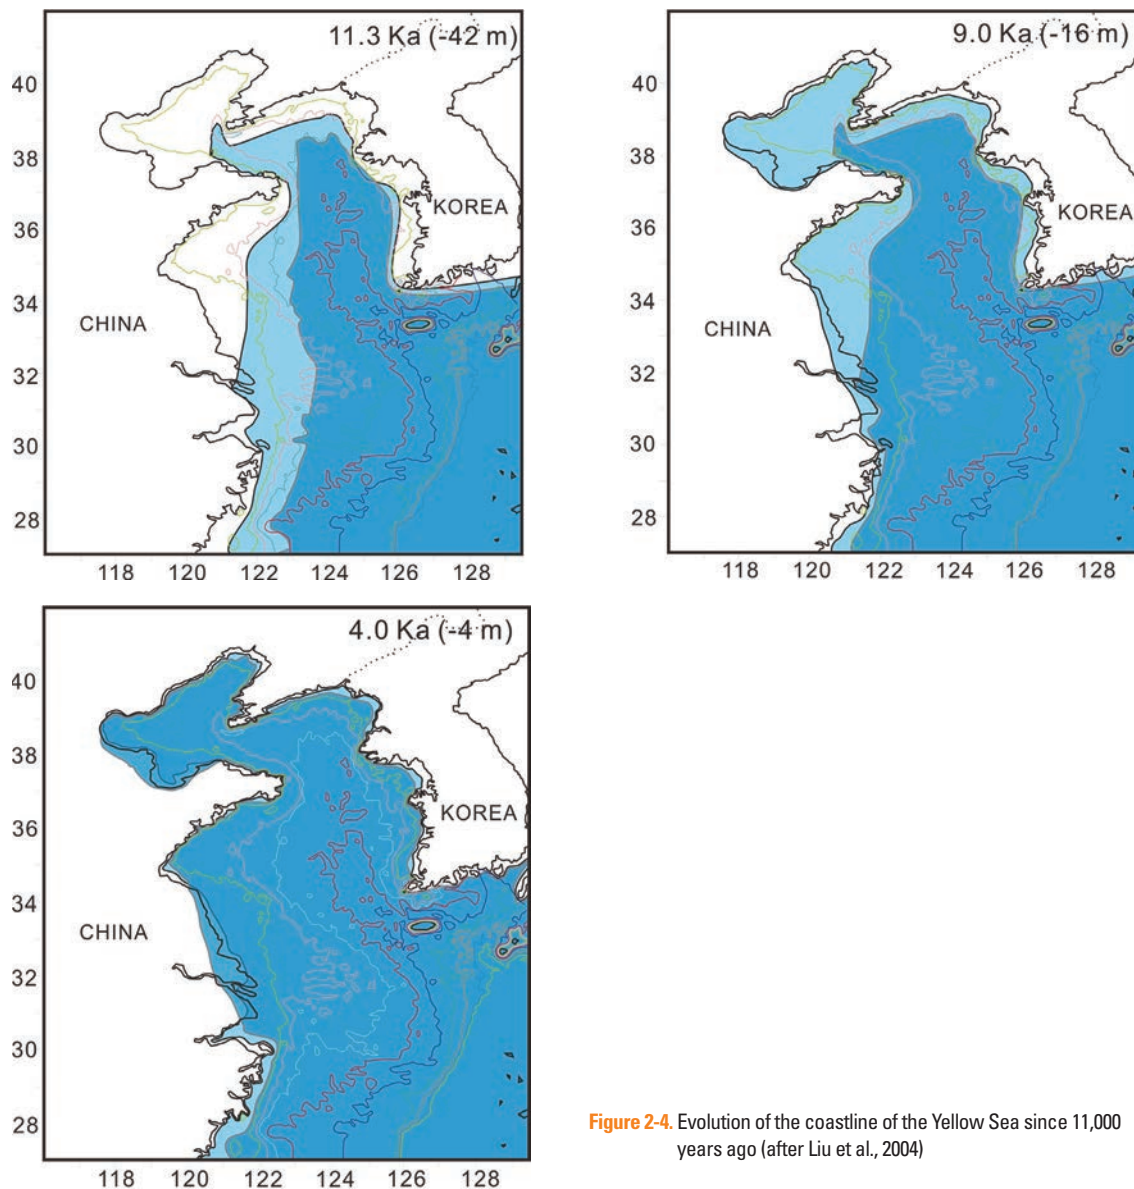 11.3 Ka (-42 m)
40
38
36
34
32
30
28
KOREA
CHINA
118 120 122 124 126 128
9.0 Ka (-16 m)
40
38
36
34
32
30
28
KOREA
CHINA
118 120 122 124 126 128
4.0 Ka (-4 m)
40
38
36
34
32
30
28
KOREA
CHINA
118 120 122 124 126 128
Figure 2-4. Evolution of the coastline of the Yellow Sea since 11,000
years ago (after Liu et al., 2004)